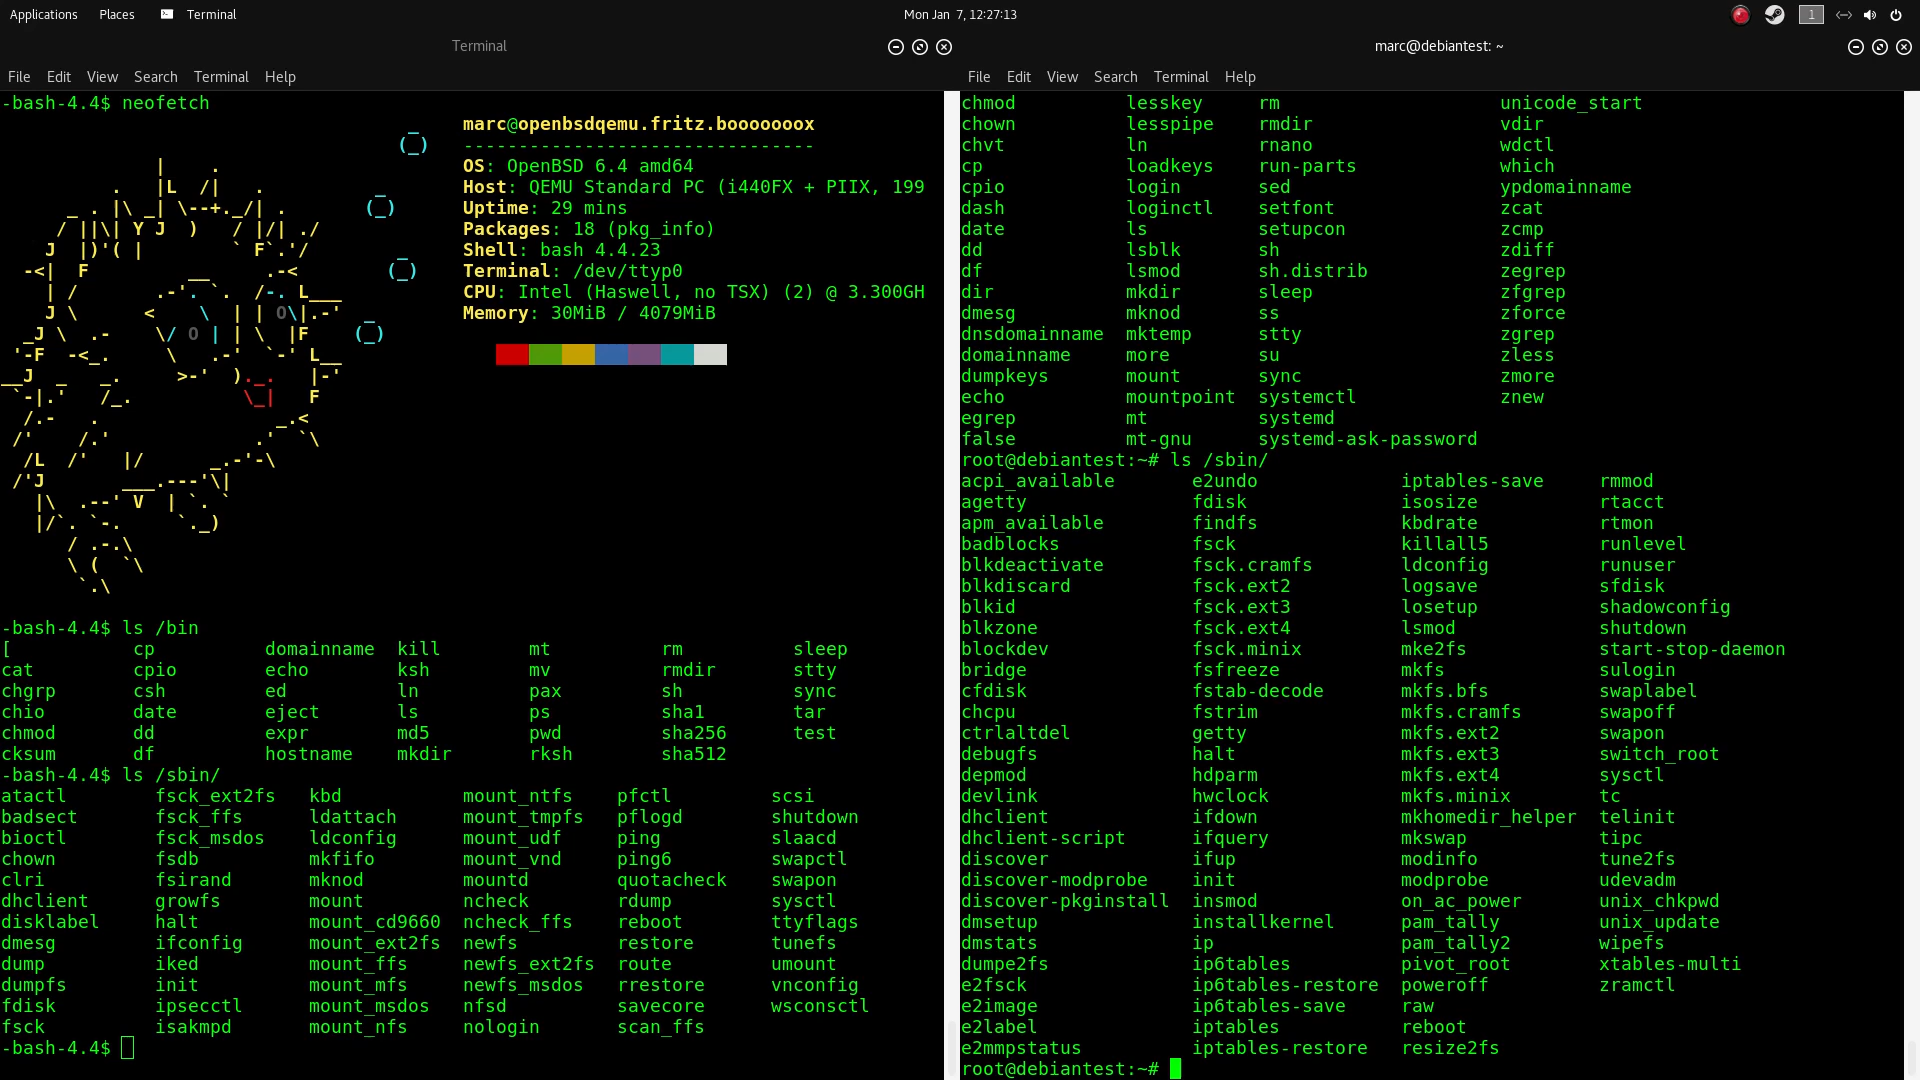 Applications Places Terminal Mon Jan 7, 12:27:13 1
Terminal
File Edit View Search Terminal Help
-bash-4.4$ neofetch
marc@openbsdqemu.fritz.booooooox
--------------------------------
OS: OpenBSD 6.4 amd64
Host: QEMU Standard PC (i440FX + PIIX, 199
Uptime: 29 mins
Packages: 18 (pkg_info)
Shell: bash 4.4.23
Terminal: /dev/ttyp0
CPU: Intel (Haswell, no TSX) (2) @ 3.300GH
Memory: 30MiB / 4079MiB
-bash-4.4$ ls /bin
[ cp domainname kill mt rm sleep
cat cpio echo ksh mv rmdir stty
chgrp csh ed ln pax sh sync
chio date eject ls ps sha1 tar
chmod dd expr md5 pwd sha256 test
cksum df hostname mkdir rksh sha512
-bash-4.4$ ls /sbin/
atactl fsck_ext2fs kbd mount_ntfs pfctl scsi
badsect fsck_ffs ldattach mount_tmpfs pflogd shutdown
bioctl fsck_msdos ldconfig mount_udf ping slaacd
chown fsdb mkfifo mount_vnd ping6 swapctl
clri fsirand mknod mountd quotacheck swapon
dhclient growfs mount ncheck rdump sysctl
disklabel halt mount_cd9660 ncheck_ffs reboot ttyflags
dmesg ifconfig mount_ext2fs newfs restore tunefs
dump iked mount_ffs newfs_ext2fs route umount
dumpfs init mount_mfs newfs_msdos rrestore vnconfig
fdisk ipsecctl mount_msdos nfsd savecore wsconsctl
fsck isakmpd mount_nfs nologin scan_ffs
-bash-4.4$
marc@debiantest: ~
File Edit View Search Terminal Help
chmod lesskey rm unicode_start
chown lesspipe rmdir vdir
chvt ln rnano wdctl
cp loadkeys run-parts which
cpio login sed ypdomainname
dash loginctl setfont zcat
date ls setupcon zcmp
dd lsblk sh zdiff
df lsmod sh.distrib zegrep
dir mkdir sleep zfgrep
dmesg mknod ss zforce
dnsdomainname mktemp stty zgrep
domainname more su zless
dumpkeys mount sync zmore
echo mountpoint systemctl znew
egrep mt systemd
false mt-gnu systemd-ask-password
root@debiantest:~# ls /sbin/
acpi_available e2undo iptables-save rmmod
agetty fdisk isosize rtacct
apm_available findfs kbdrate rtmon
badblocks fsck killall5 runlevel
blkdeactivate fsck.cramfs ldconfig runuser
blkdiscard fsck.ext2 logsave sfdisk
blkid fsck.ext3 losetup shadowconfig
blkzone fsck.ext4 lsmod shutdown
blockdev fsck.minix mke2fs start-stop-daemon
bridge fsfreeze mkfs sulogin
cfdisk fstab-decode mkfs.bfs swaplabel
chcpu fstrim mkfs.cramfs swapoff
ctrlaltdel getty mkfs.ext2 swapon
debugfs halt mkfs.ext3 switch_root
depmod hdparm mkfs.ext4 sysctl
devlink hwclock mkfs.minix tc
dhclient ifdown mkhomedir_helper telinit
dhclient-script ifquery mkswap tipc
discover ifup modinfo tune2fs
discover-modprobe init modprobe udevadm
discover-pkginstall insmod on_ac_power unix_chkpwd
dmsetup installkernel pam_tally unix_update
dmstats ip pam_tally2 wipefs
dumpe2fs ip6tables pivot_root xtables-multi
e2fsck ip6tables-restore poweroff zramctl
e2image ip6tables-save raw
e2label iptables reboot
e2mmpstatus iptables-restore resize2fs
root@debiantest:~#